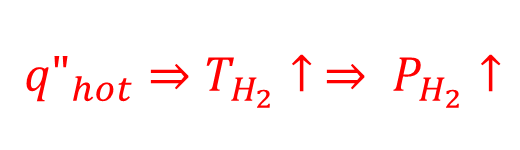 q"hot ⇒ TH2 ↑⇒ PH2 ↑